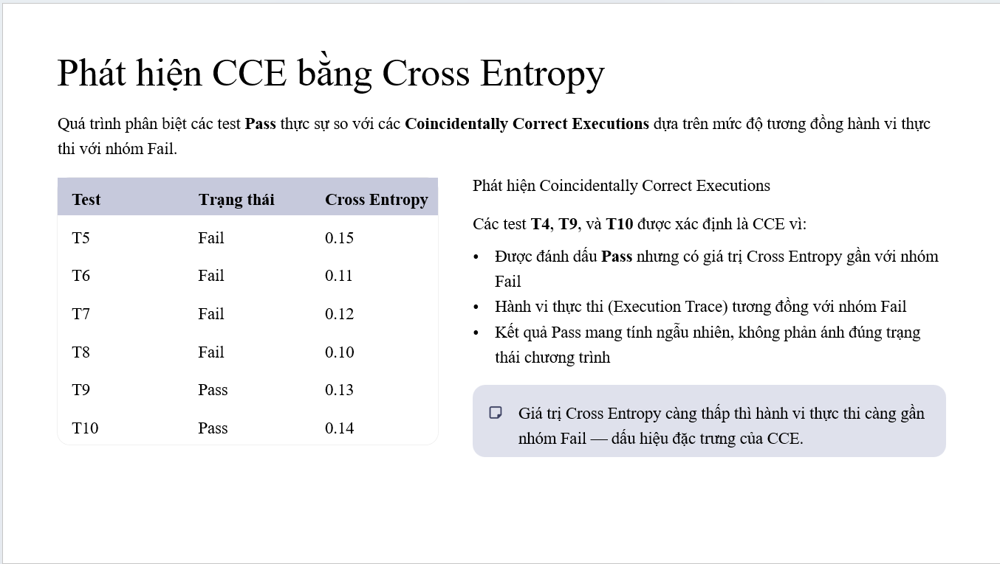 Phát hiện CCE bằng Cross Entropy
Quá trình phân biệt các test Pass thực sự so với các Coincidentally Correct Executions dựa trên mức độ tương đồng hành vi thực
thi với nhóm Fail.
Test Trạng thái Cross Entropy
T5 Fail 0.15
T6 Fail 0.11
T7 Fail 0.12
T8 Fail 0.10
T9 Pass 0.13
T10 Pass 0.14
Phát hiện Coincidentally Correct Executions
Các test T4, T9, và T10 được xác định là CCE vì:
• Được đánh dấu Pass nhưng có giá trị Cross Entropy gần với nhóm
Fail
• Hành vi thực thi (Execution Trace) tương đồng với nhóm Fail
• Kết quả Pass mang tính ngẫu nhiên, không phản ánh đúng trạng
thái chương trình
Giá trị Cross Entropy càng thấp thì hành vi thực thi càng gần
nhóm Fail — dấu hiệu đặc trưng của CCE.